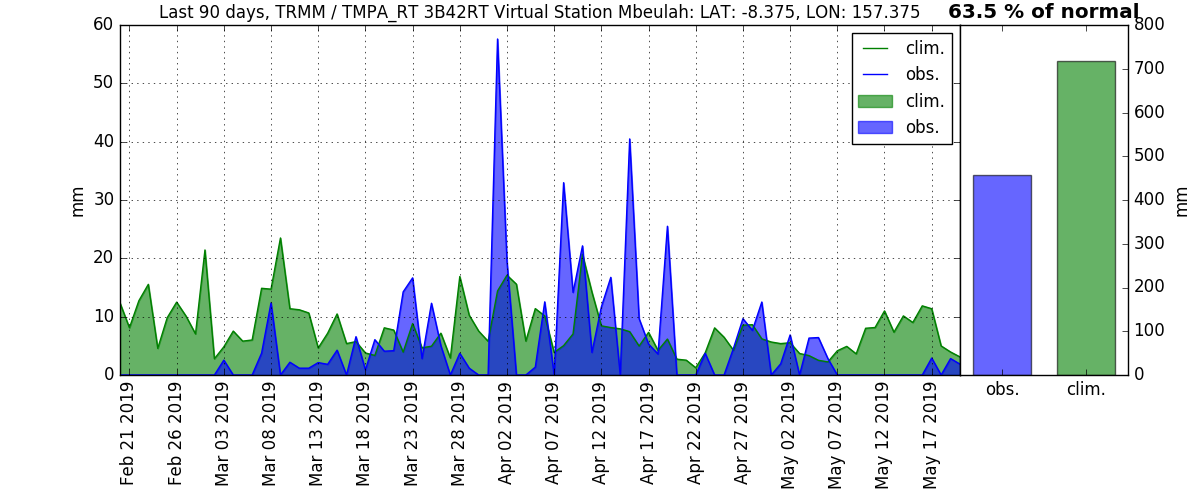 Last 90 days, TRMM / TMPA_RT 3B42RT Virtual Station Mbeulah: LAT: -8.375, LON: 157.375
63.5 % of normal
60
50
40
30
20
10
0
mm
clim.
obs.
clim.
obs.
Feb 21 2019
Feb 26 2019
Mar 03 2019
Mar 08 2019
Mar 13 2019
Mar 18 2019
Mar 23 2019
Mar 28 2019
Apr 02 2019
Apr 07 2019
Apr 12 2019
Apr 17 2019
Apr 22 2019
Apr 27 2019
May 02 2019
May 07 2019
May 12 2019
May 17 2019
800
700
600
500
400
300
200
100
0
mm
obs.
clim.